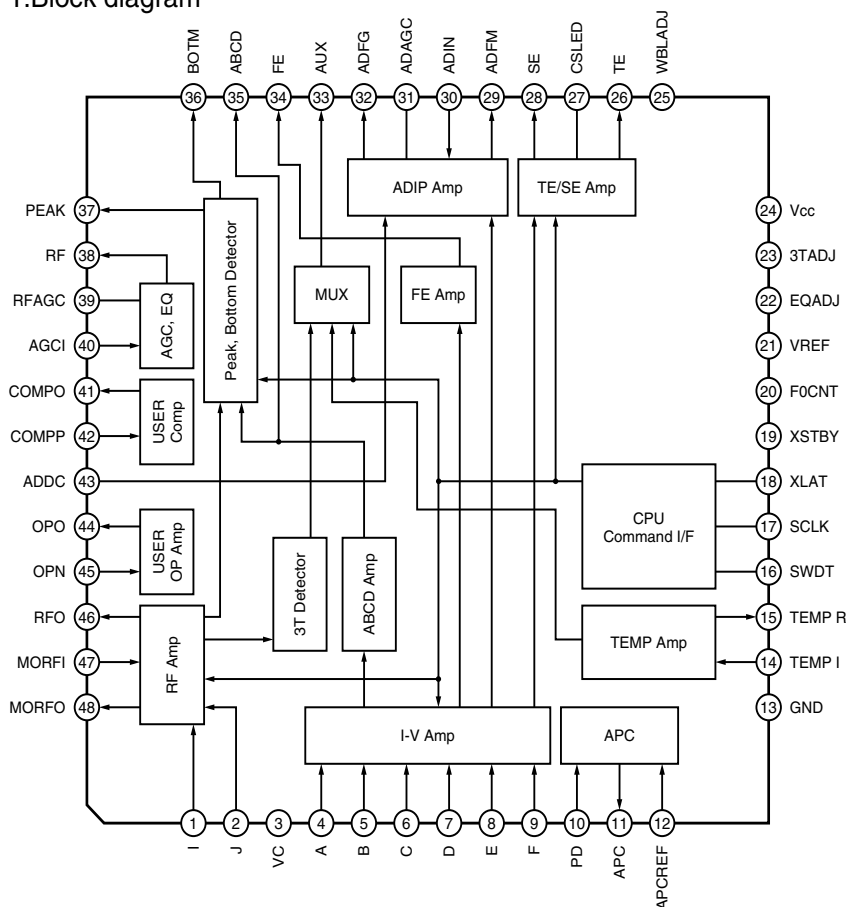 1.Block diagram
BOTM
ABCD
FE
AUX
ADFG
ADAGC
ADIN
ADFM
SE
CSLED
TE
WBLADJ
36
35
34
33
32
31
30
29
28
27
26
25
ADIP Amp
TE/SE Amp
PEAK
37
24
Vcc
RF
38
23
3TADJ
Peak, Bottom Detector
MUX
FE Amp
RFAGC
39
AGC, EQ
22
EQADJ
AGCI
40
21
VREF
COMPO
41
20
F0CNT
USER
Comp
COMPP
42
19
XSTBY
ADDC
43
18
XLAT
CPU
Command I/F
OPO
44
17
SCLK
USER
OP Amp
OPN
45
16
SWDT
3T Detector
ABCD Amp
RFO
46
15
TEMP R
TEMP Amp
MORFI
47
RF Amp
14
TEMP I
MORFO
48
13
GND
I-V Amp
APC
1
2
3
4
5
6
7
8
9
10
11
12
I
J
VC
A
B
C
D
E
F
PD
APC
APCREF